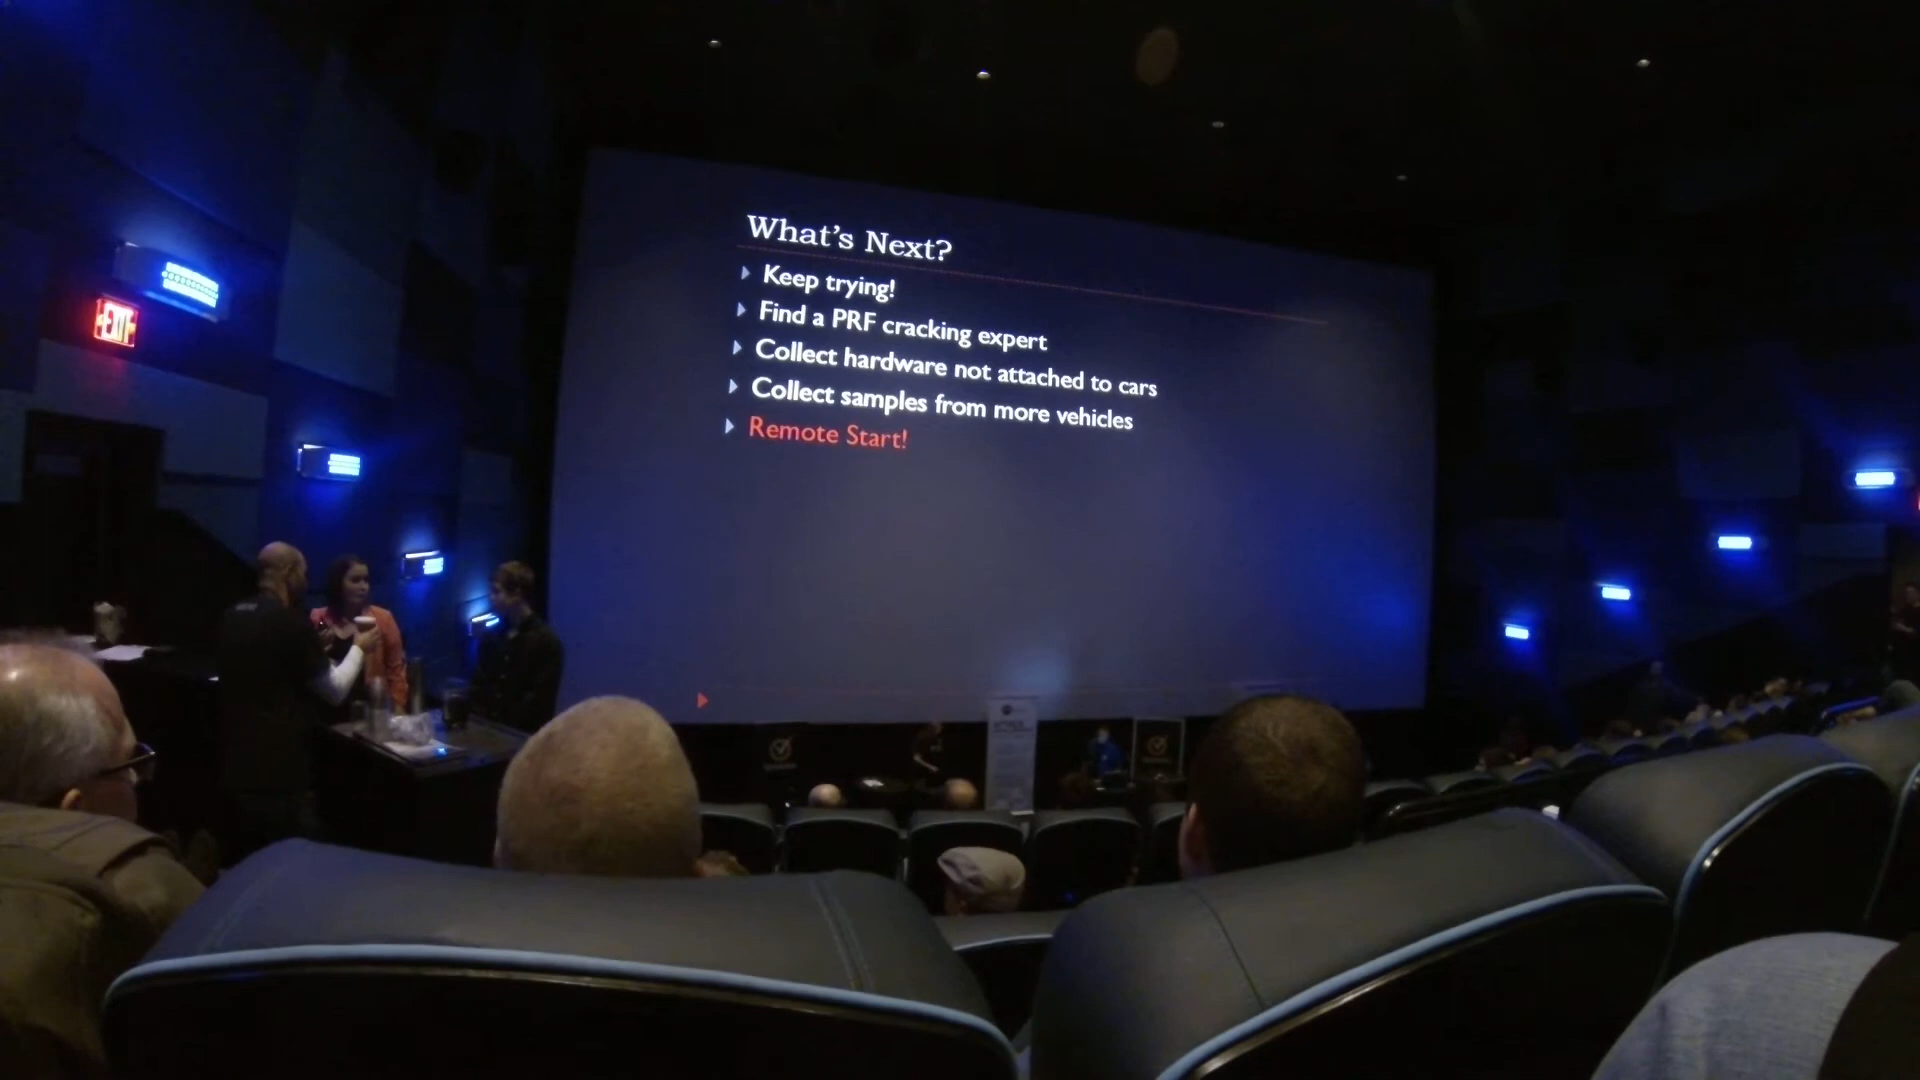 What's Next?
Keep trying!
Find a PRF cracking expert
Collect hardware not attached to cars
Collect samples from more vehicles
Remote Start!
EXIT